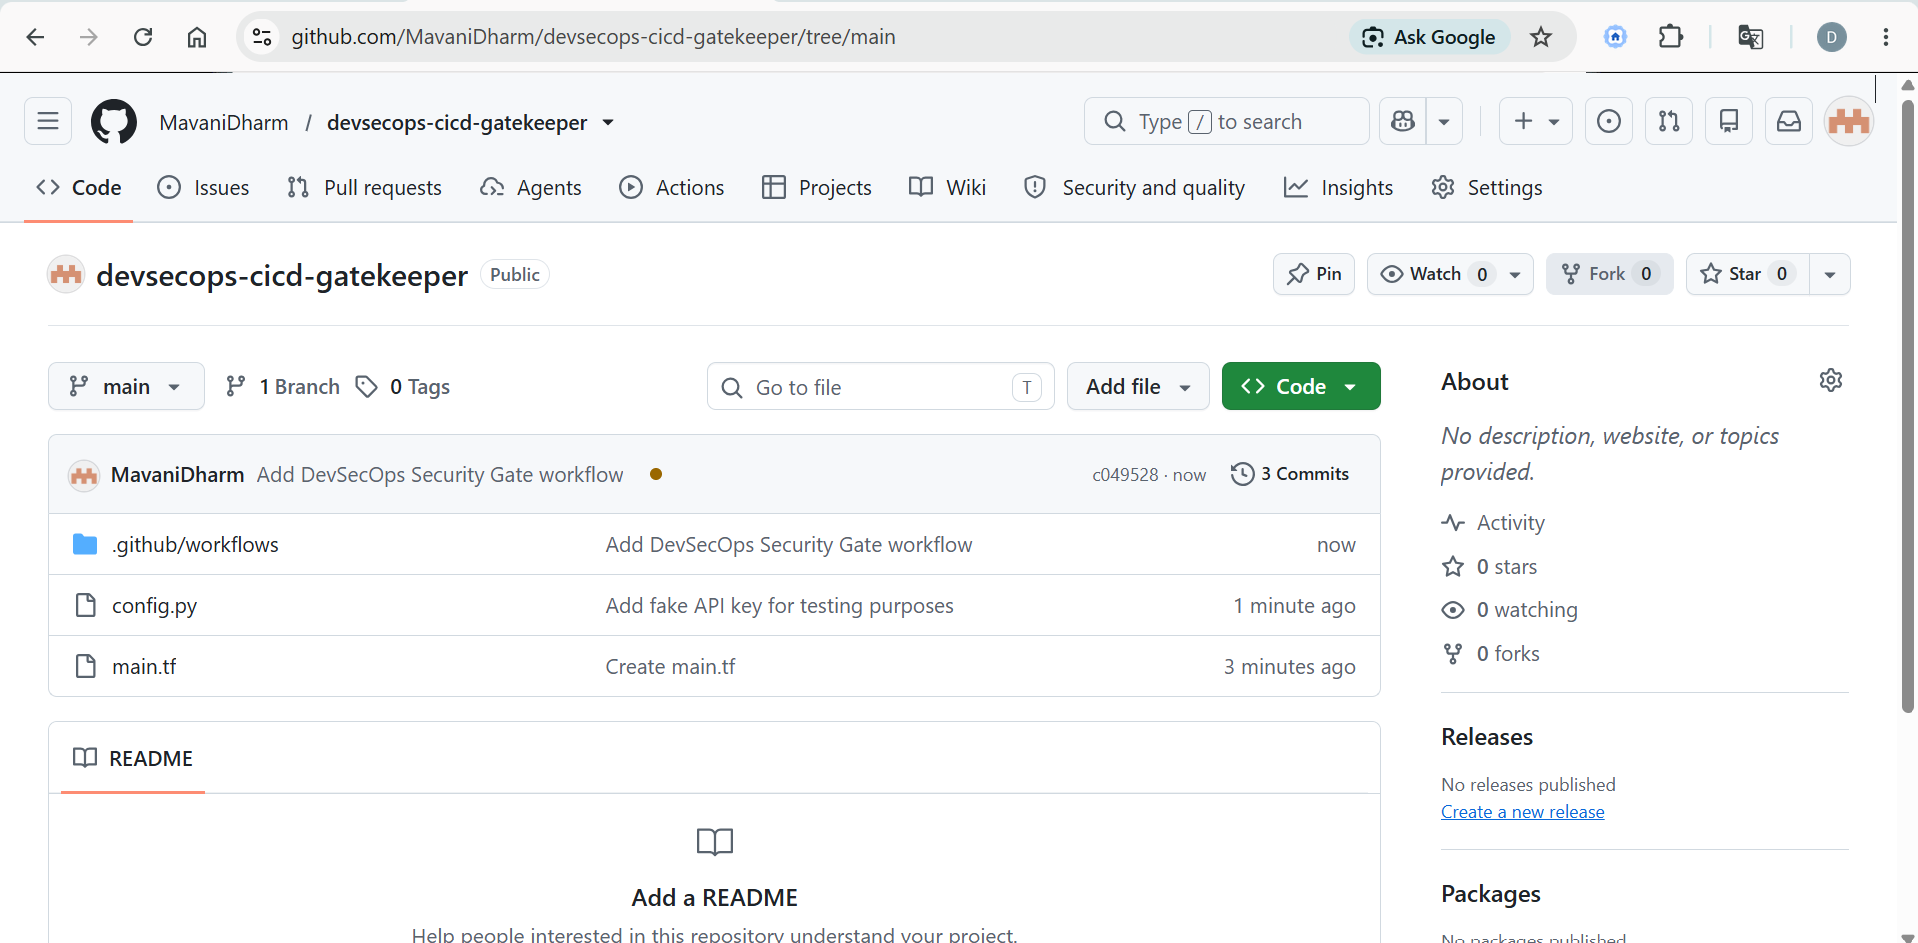 github.com/MavaniDharm/devsecops-cicd-gatekeeper/tree/main
Ask Google
D
MavaniDharm / devsecops-cicd-gatekeeper
Type / to search
Code
Issues
Pull requests
Agents
Actions
Projects
Wiki
Security and quality
Insights
Settings
devsecops-cicd-gatekeeper Public
Pin
Watch 0
Fork 0
Star 0
main
1 Branch
0 Tags
Go to file T
Add file
Code
MavaniDharm Add DevSecOps Security Gate workflow c049528 · now 3 Commits
.github/workflows Add DevSecOps Security Gate workflow now
config.py Add fake API key for testing purposes 1 minute ago
main.tf Create main.tf 3 minutes ago
README
Add a README
Help people interested in this repository understand your project.
About
No description, website, or topics
provided.
Activity
0 stars
0 watching
0 forks
Releases
No releases published
Create a new release
Packages
No packages published